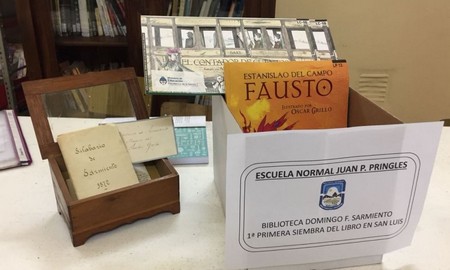 EL CONTADOR DE
ESTANISLAO DEL CAMPO
FAUSTO
ILUSTRADO POR OSCAR GRILLO
Silabario
de
Sarmiento
ESCUELA NORMAL JUAN P. PRINGLES
BIBLIOTECA DOMINGO F. SARMIENTO
1ª PRIMERA SIEMBRA DEL LIBRO EN SAN LUIS